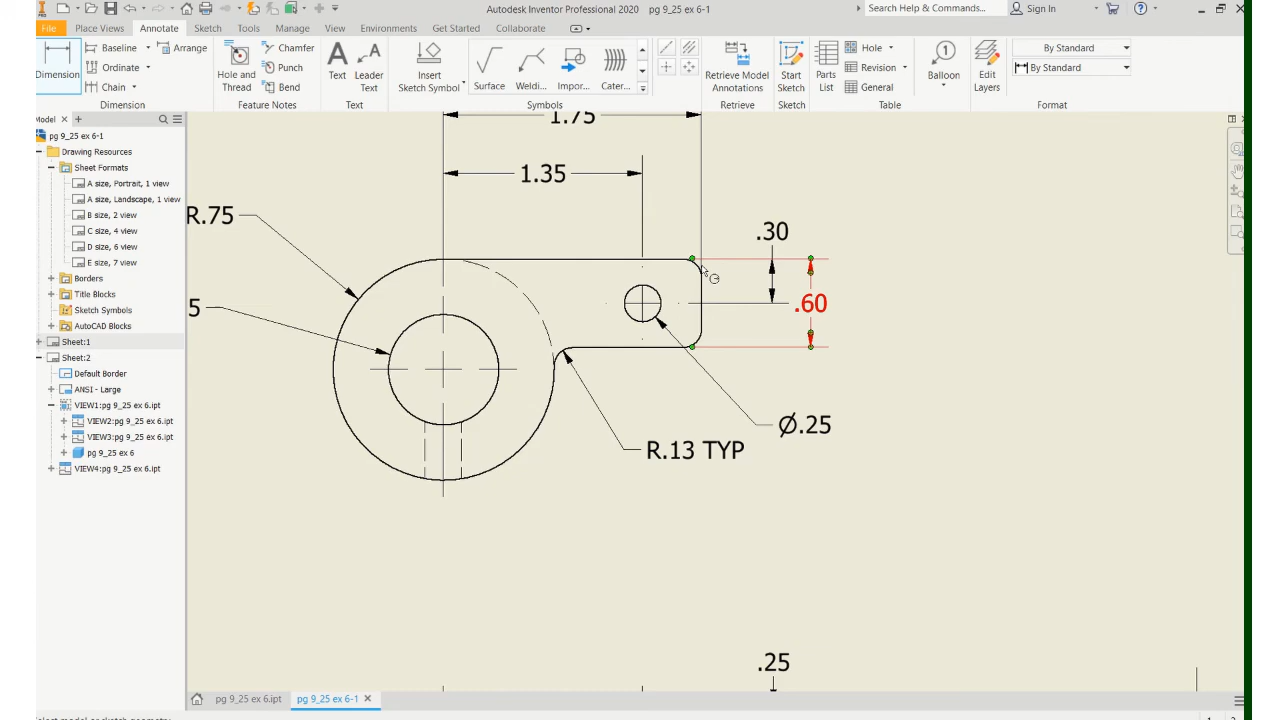 Autodesk Inventor Professional 2020 pg 9_25 ex 6-1
Search Help & Commands...
Sign In
File Place Views Annotate Sketch Tools Manage View Environments Get Started Collaborate
Dimension
Baseline
Ordinate
Chain
Arrange
Dimension
Hole and Thread
Chamfer
Punch
Bend
Feature Notes
Text
Leader Text
Text
Insert Sketch Symbol
Surface
Weldi...
Impor...
Cater...
Symbols
Retrieve Model Annotations
Retrieve
Start Sketch
Sketch
Parts List
Hole
Revision
General
Table
Balloon
Edit Layers
By Standard
By Standard
Format
Model
pg 9_25 ex 6-1
Drawing Resources
Sheet Formats
A size, Portrait, 1 view
A size, Landscape, 1 view
B size, 2 view
C size, 4 view
D size, 6 view
E size, 7 view
Borders
Title Blocks
Sketch Symbols
AutoCAD Blocks
Sheet:1
Sheet:2
Default Border
ANSI - Large
VIEW1:pg 9_25 ex 6.ipt
VIEW2:pg 9_25 ex 6.ipt
VIEW3:pg 9_25 ex 6.ipt
pg 9_25 ex 6
VIEW4:pg 9_25 ex 6.ipt
1.75
1.35
R.75
.30
5
.60
Ø.25
R.13 TYP
.25
pg 9_25 ex 6.ipt
pg 9_25 ex 6-1